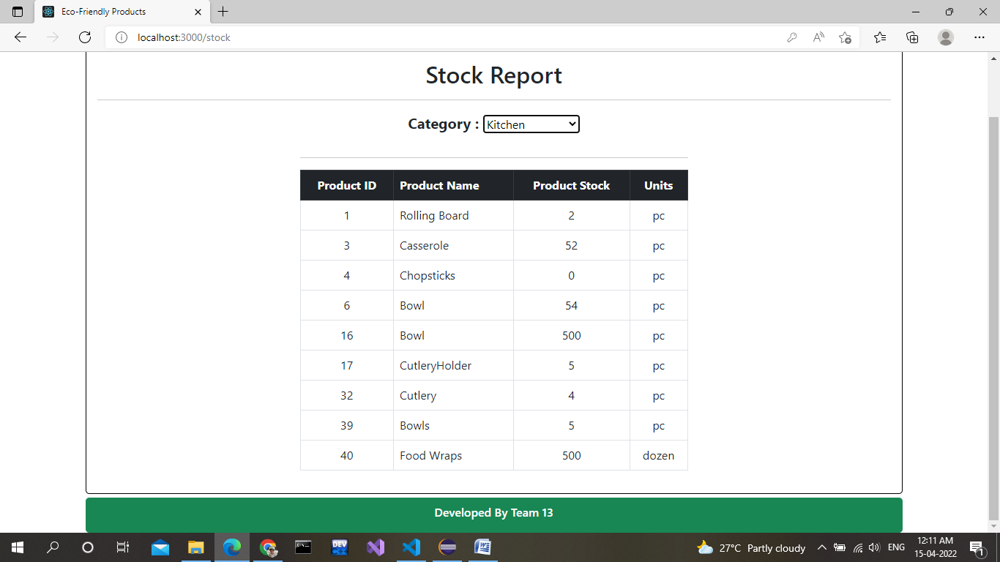 Eco-Friendly Products
localhost:3000/stock
Stock Report
Category : Kitchen
Product ID Product Name Product Stock Units
1 Rolling Board 2 pc
3 Casserole 52 pc
4 Chopsticks 0 pc
6 Bowl 54 pc
16 Bowl 500 pc
17 CutleryHolder 5 pc
32 Cutlery 4 pc
39 Bowls 5 pc
40 Food Wraps 500 dozen
Developed By Team 13
DEV
27°C Partly cloudy ENG 12:11 AM
15-04-2022
1